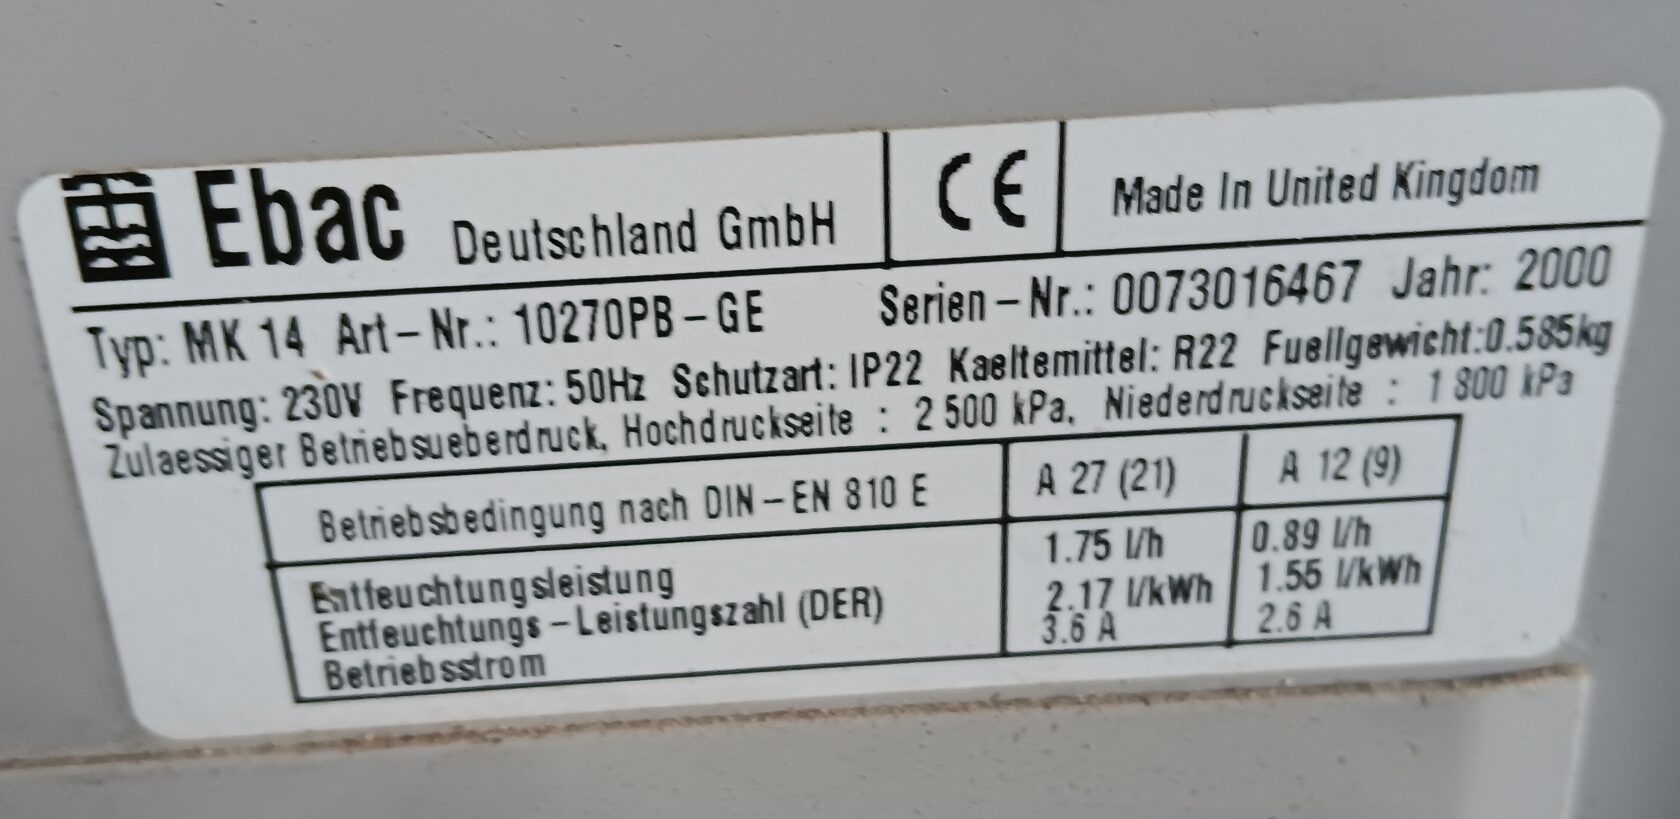 Ebac Deutschland GmbH CE Made In United Kingdom
Typ: MK 14 Art-Nr.: 10270PB-GE Serien-Nr.: 0073016467 Jahr: 2000
Spannung: 230V Frequenz: 50Hz Schutzart: IP22 Kaeltemittel: R22 Fuellgewicht:0.585kg
Zulaessiger Betriebsueberdruck, Hochdruckseite : 2 500 kPa, Niederdruckseite : 1 800 kPa
Betriebsbedingung nach DIN-EN 810 E A 27 (21) A 12 (9)
Entfeuchtungsleistung 1.75 l/h 0.89 l/h
Entfeuchtungs-Leistungszahl (DER) 2.17 l/kWh 1.55 l/kWh
Betriebsstrom 3.6 A 2.6 A